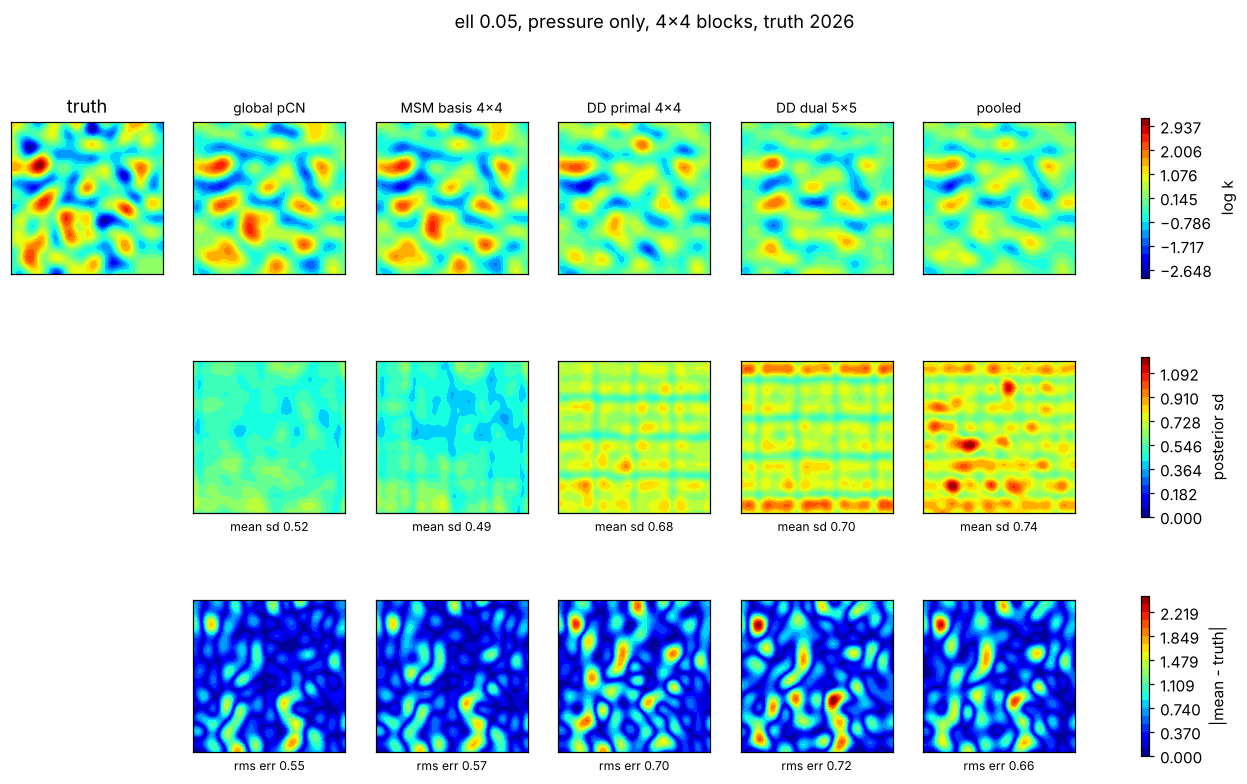 ell 0.05, pressure only, 4×4 blocks, truth 2026
truth
global pCN
MSM basis 4×4
DD primal 4×4
DD dual 5×5
pooled
2.937
2.006
1.076
0.145
−0.786
−1.717
−2.648
log k
1.092
0.910
0.728
0.546
0.364
0.182
0.000
posterior sd
mean sd 0.52
mean sd 0.49
mean sd 0.68
mean sd 0.70
mean sd 0.74
2.219
1.849
1.479
1.109
0.740
0.370
0.000
|mean - truth|
rms err 0.55
rms err 0.57
rms err 0.70
rms err 0.72
rms err 0.66